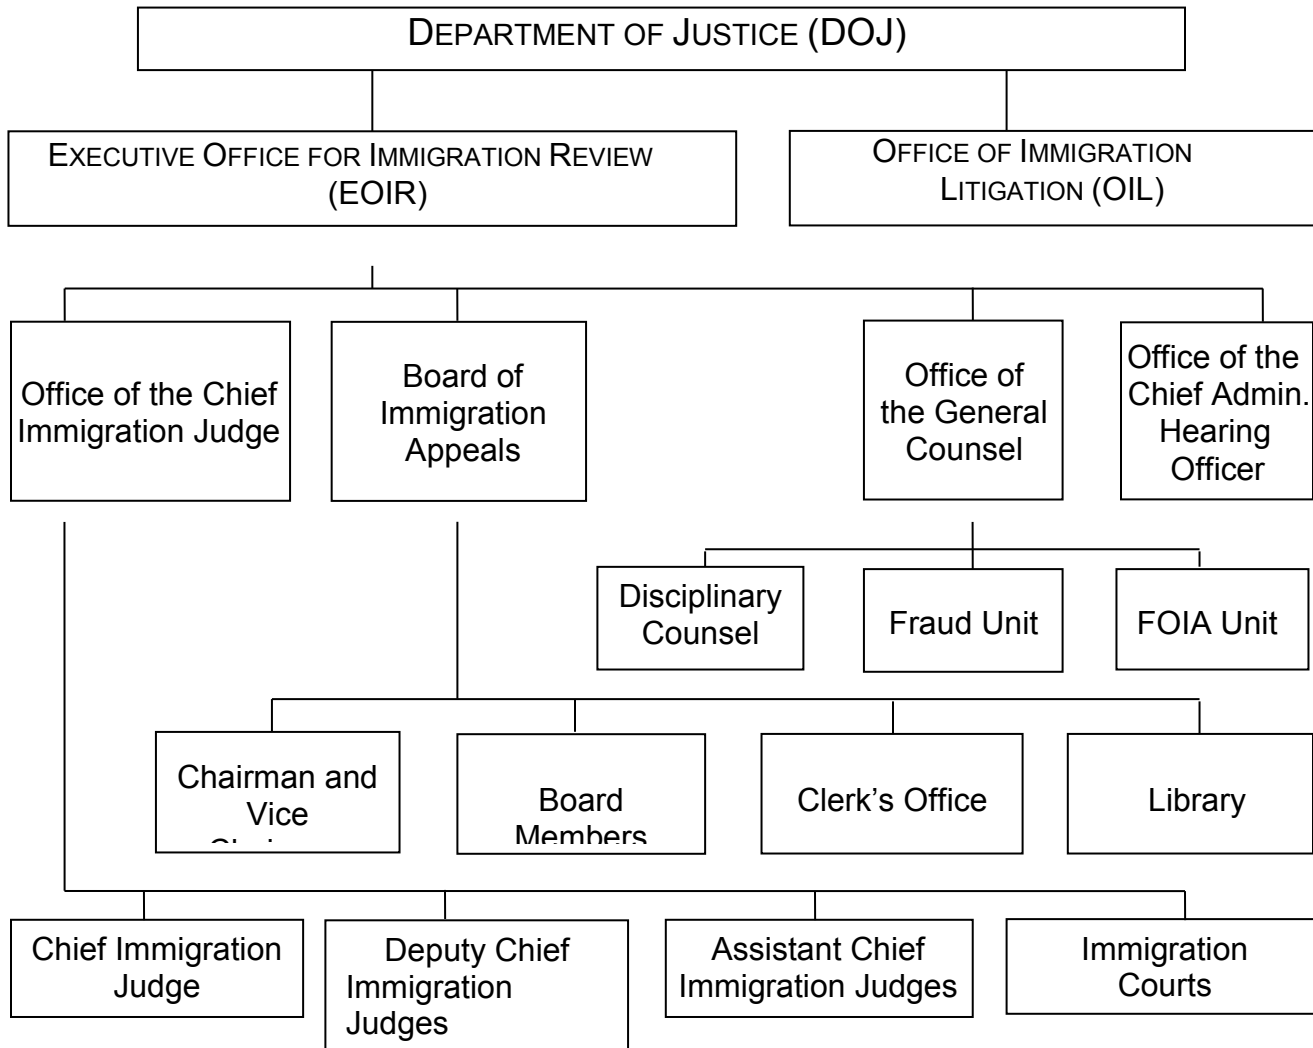 DEPARTMENT OF JUSTICE (DOJ)
EXECUTIVE OFFICE FOR IMMIGRATION REVIEW
(EOIR)
OFFICE OF IMMIGRATION
LITIGATION (OIL)
Office of the Chief
Immigration Judge
Board of
Immigration
Appeals
Office of
the General
Counsel
Office of the
Chief Admin.
Hearing
Officer
Disciplinary
Counsel
Fraud Unit
FOIA Unit
Chairman and
Vice
Board
Members
Clerk’s Office
Library
Chief Immigration
Judge
Deputy Chief
Immigration
Judges
Assistant Chief
Immigration Judges
Immigration
Courts